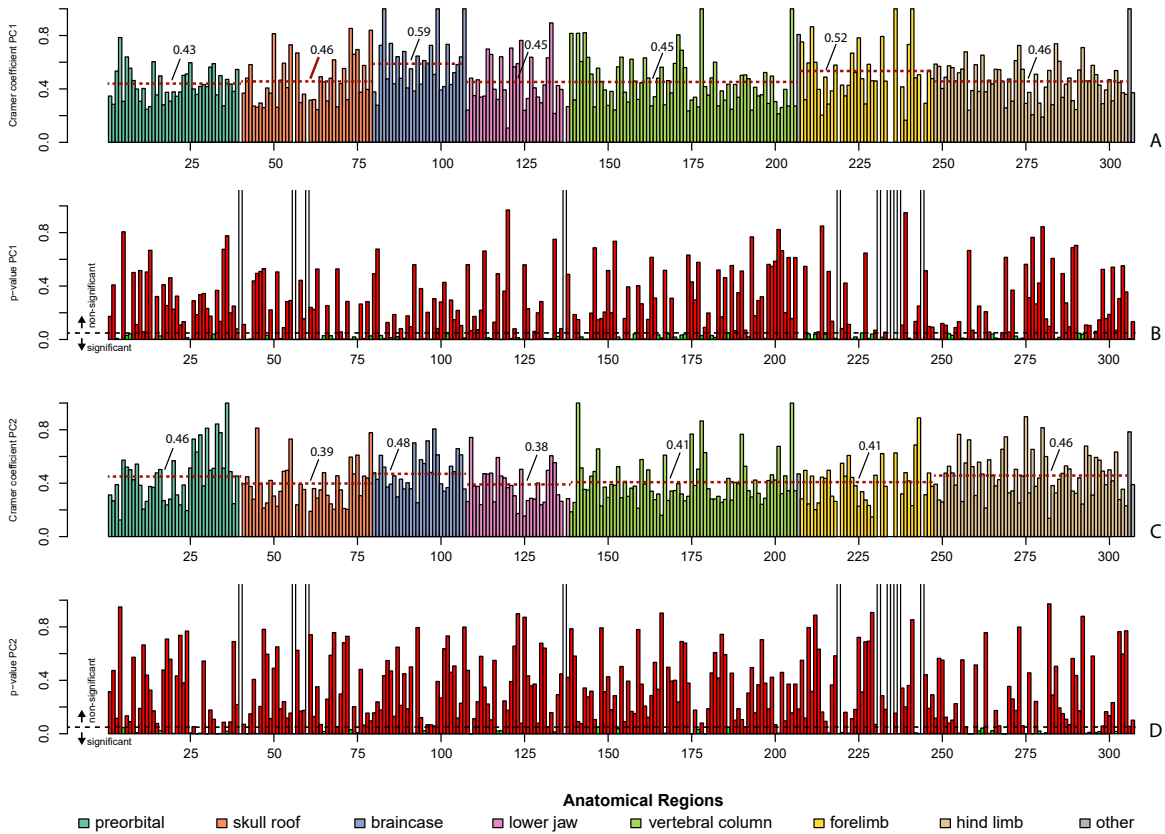 Cramer coefficient PC1
0.0 0.4 0.8
0.43 0.46 0.59 0.45 0.45 0.52 0.46
25 50 75 100 125 150 175 200 225 250 275 300
A
p-value PC1
0.0 0.4 0.8
non-significant
significant
25 50 75 100 125 150 175 200 225 250 275 300
B
Cramer coefficient PC2
0.0 0.4 0.8
0.46 0.39 0.48 0.38 0.41 0.41 0.46
25 50 75 100 125 150 175 200 225 250 275 300
C
p-value PC2
0.0 0.4 0.8
non-significant
significant
25 50 75 100 125 150 175 200 225 250 275 300
D
Anatomical Regions
preorbital skull roof braincase lower jaw vertebral column forelimb hind limb other